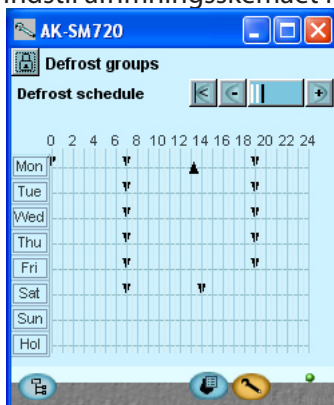 AK-SM720
Defrost groups
Defrost schedule
0 2 4 6 8 10 12 14 16 18 20 22 24
Mon
Tue
Wed
Thu
Fri
Sat
Sun
Hol